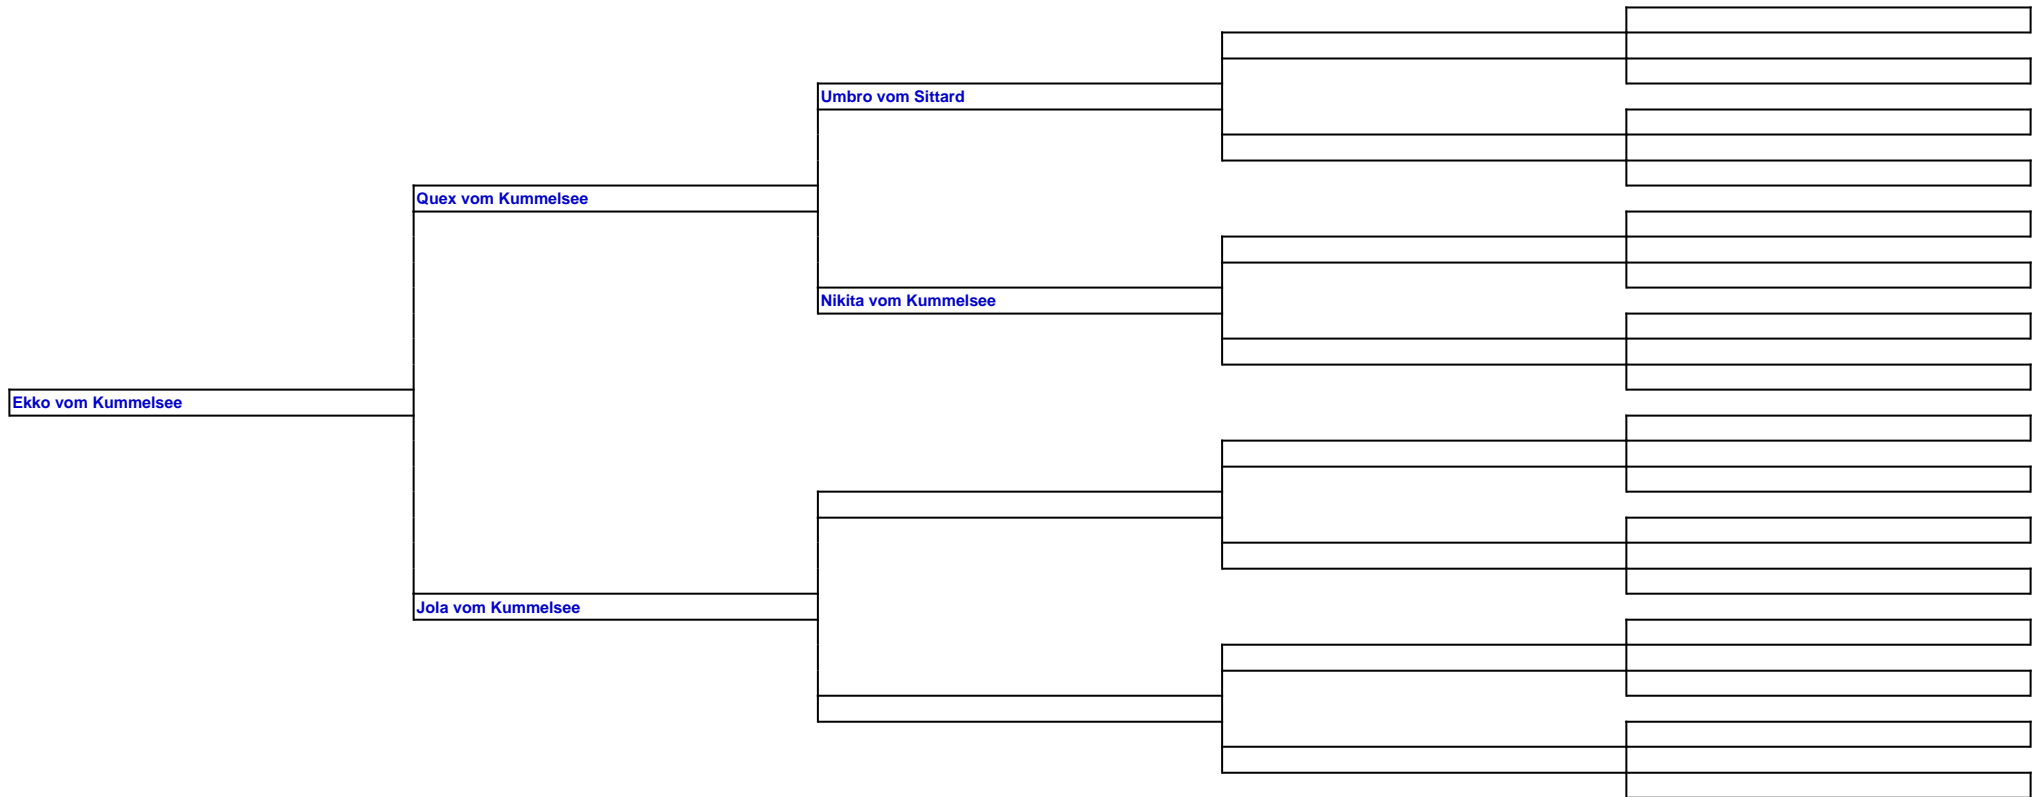 Umbro vom Sittard
Quex vom Kummelsee
Nikita vom Kummelsee
Ekko vom Kummelsee
Jola vom Kummelsee